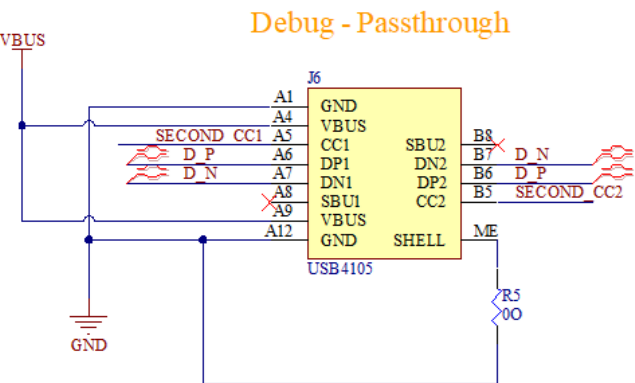 Debug - Passthrough
VBUS
J6
A1 GND
A4 VBUS
SECOND_CC1 A5 CC1 SBU2 B8
D_P A6 DP1 DN2 B7 D_N
D_N A7 DN1 DP2 B6 D_P
A8 SBU1 CC2 B5 SECOND_CC2
A9 VBUS
A12 GND SHELL ME
USB4105
R5
0O
GND